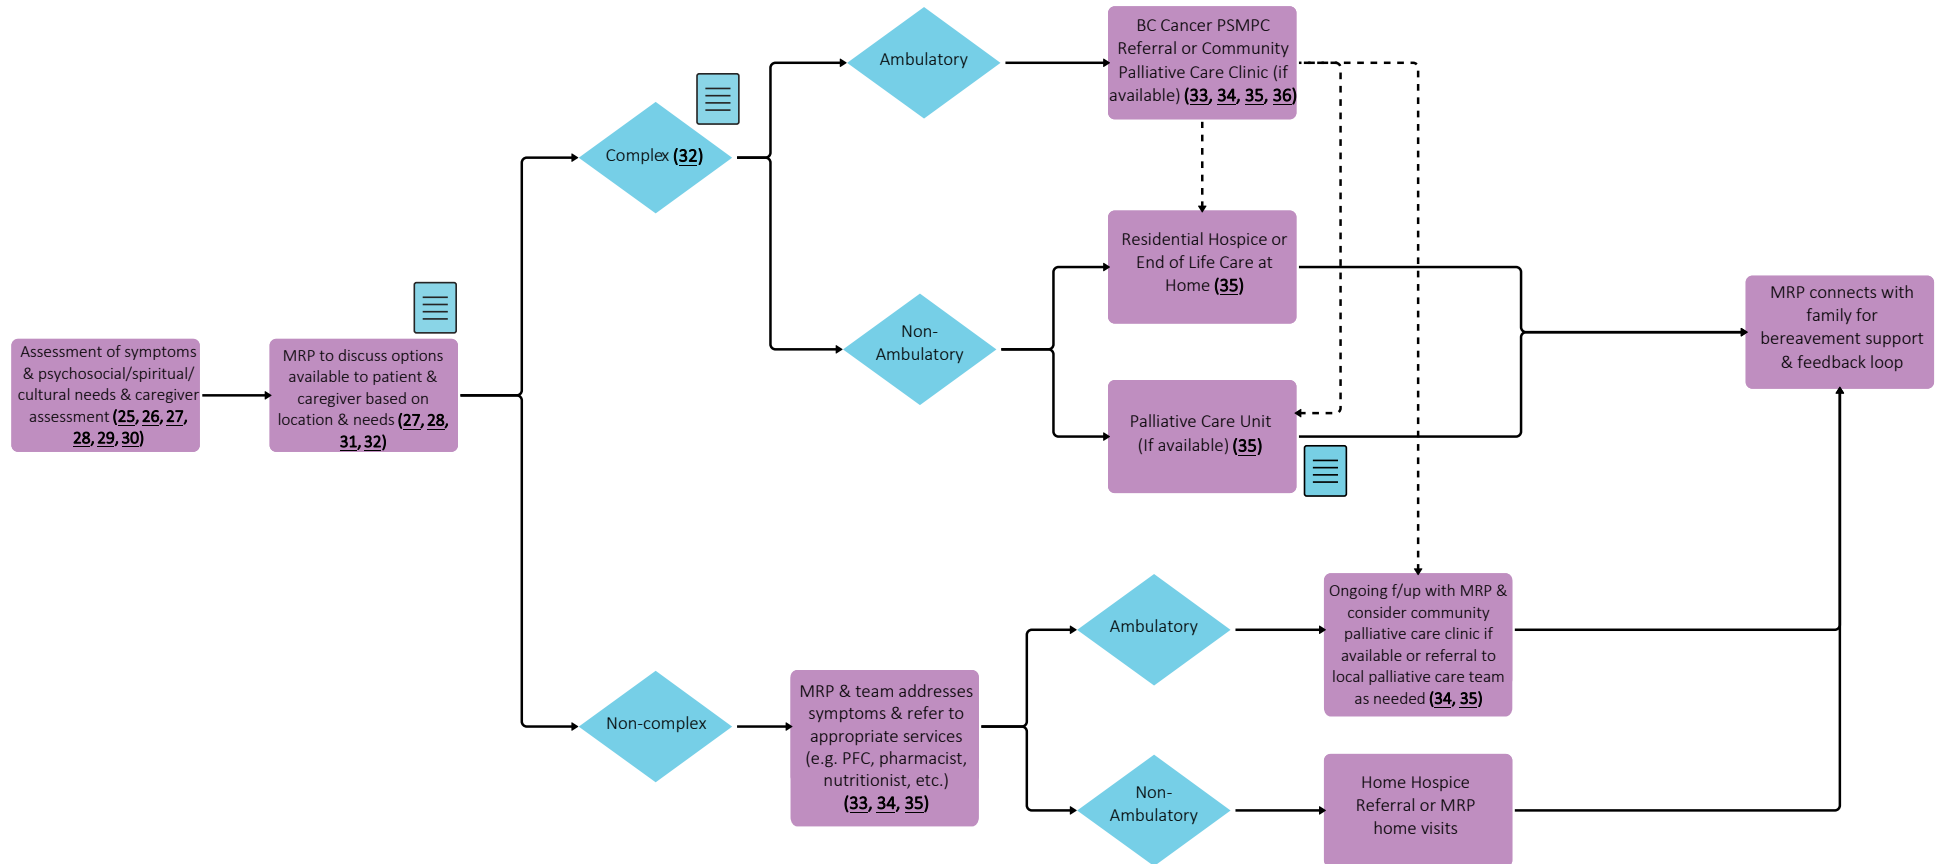 Assessment of symptoms
& psychosocial/spiritual/
cultural needs & caregiver
assessment (25, 26, 27,
28, 29, 30)
MRP to discuss options
available to patient &
caregiver based on
location & needs (27, 28,
31, 32)
Complex (32)
Ambulatory
BC Cancer PSMPC
Referral or Community
Palliative Care Clinic (if
available) (33, 34, 35, 36)
Non-
Ambulatory
Residential Hospice or
End of Life Care at
Home (35)
Palliative Care Unit
(If available) (35)
MRP connects with
family for
bereavement support
& feedback loop
Non-complex
MRP & team addresses
symptoms & refer to
appropriate services
(e.g. PFC, pharmacist,
nutritionist, etc.)
(33, 34, 35)
Ambulatory
Ongoing f/up with MRP &
consider community
palliative care clinic if
available or referral to
local palliative care team
as needed (34, 35)
Non-
Ambulatory
Home Hospice
Referral or MRP
home visits